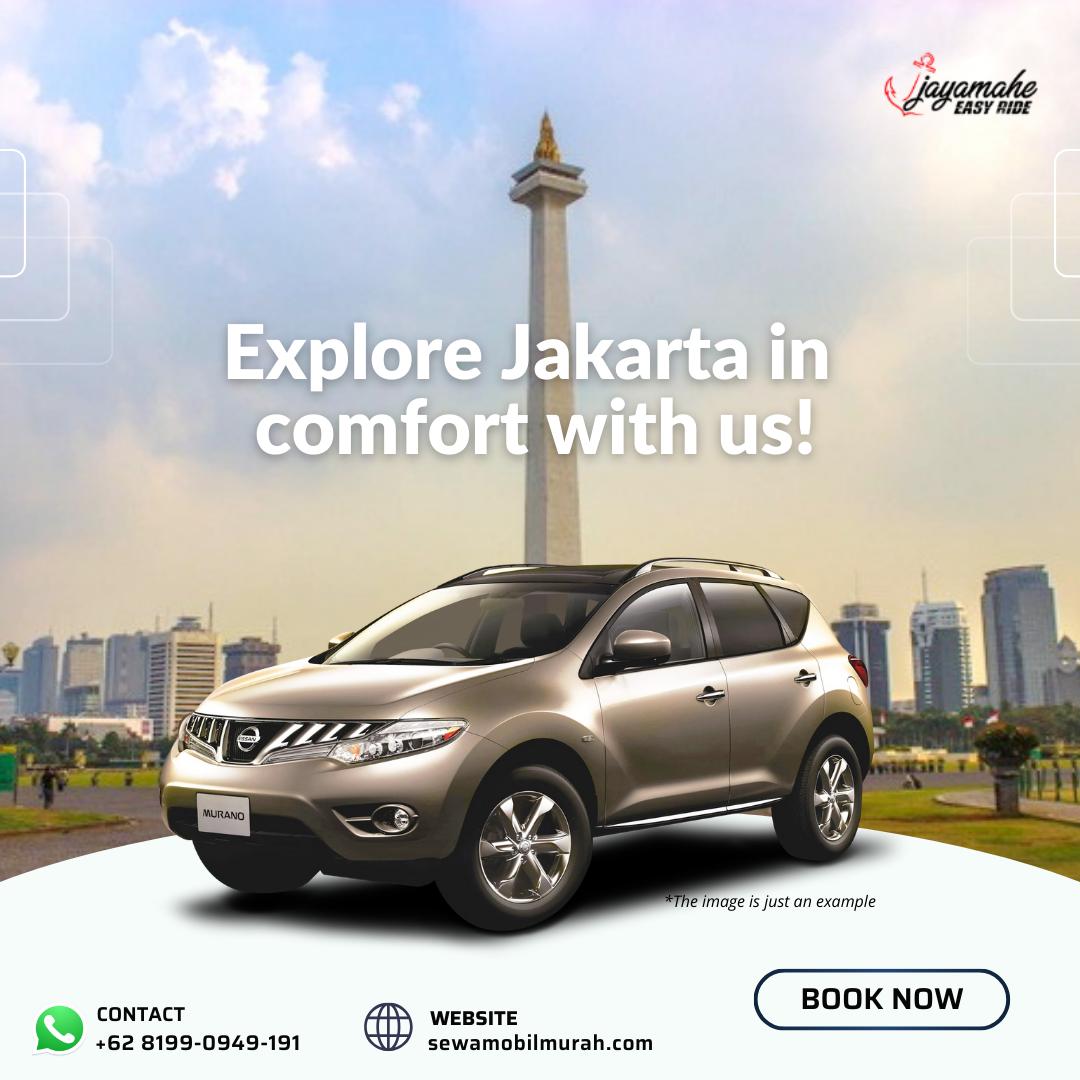 jayamahe
EASY RIDE
Explore Jakarta in
comfort with us!
NISSAN
MURANO
*The image is just an example
BOOK NOW
CONTACT
+62 8199-0949-191
WEBSITE
sewamobilmurah.com